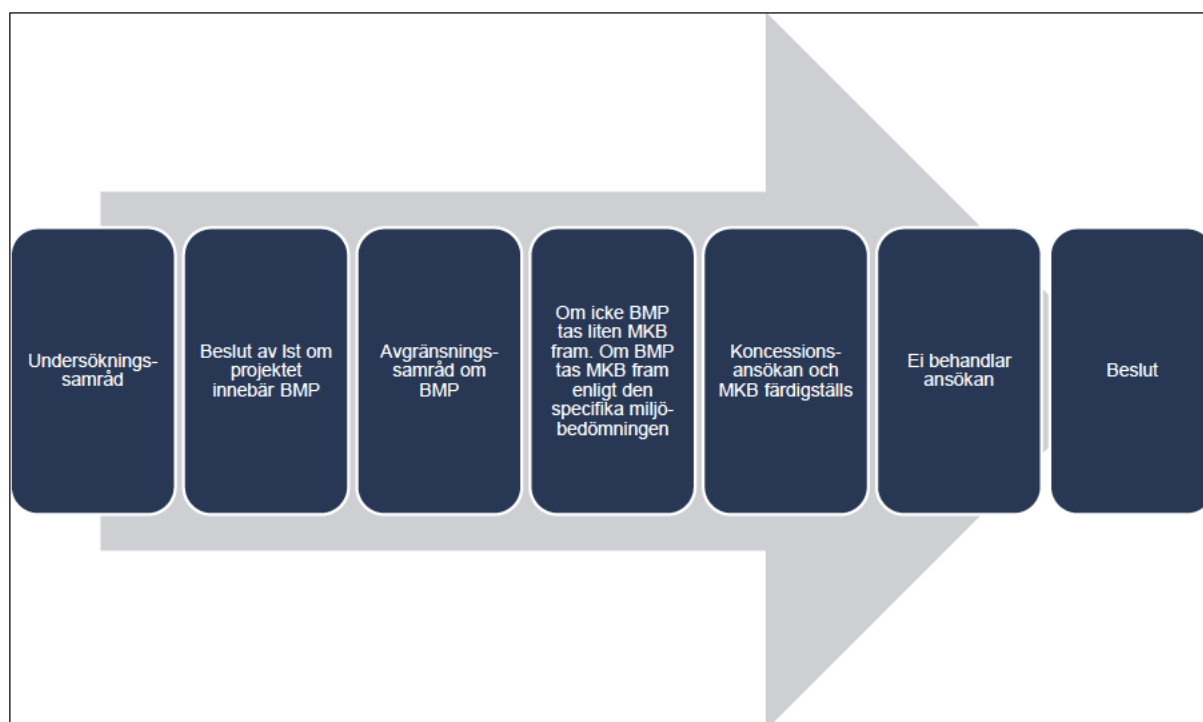 Undersöknings-
samråd
Beslut av lst om
projektet
innebär BMP
Avgränsnings-
samråd om
BMP
Om icke BMP
tas liten MKB
fram. Om BMP
tas MKB fram
enligt den
specifika miljö-
bedömningen
Koncessions-
ansökan och
MKB färdigställs
Ei behandlar
ansökan
Beslut